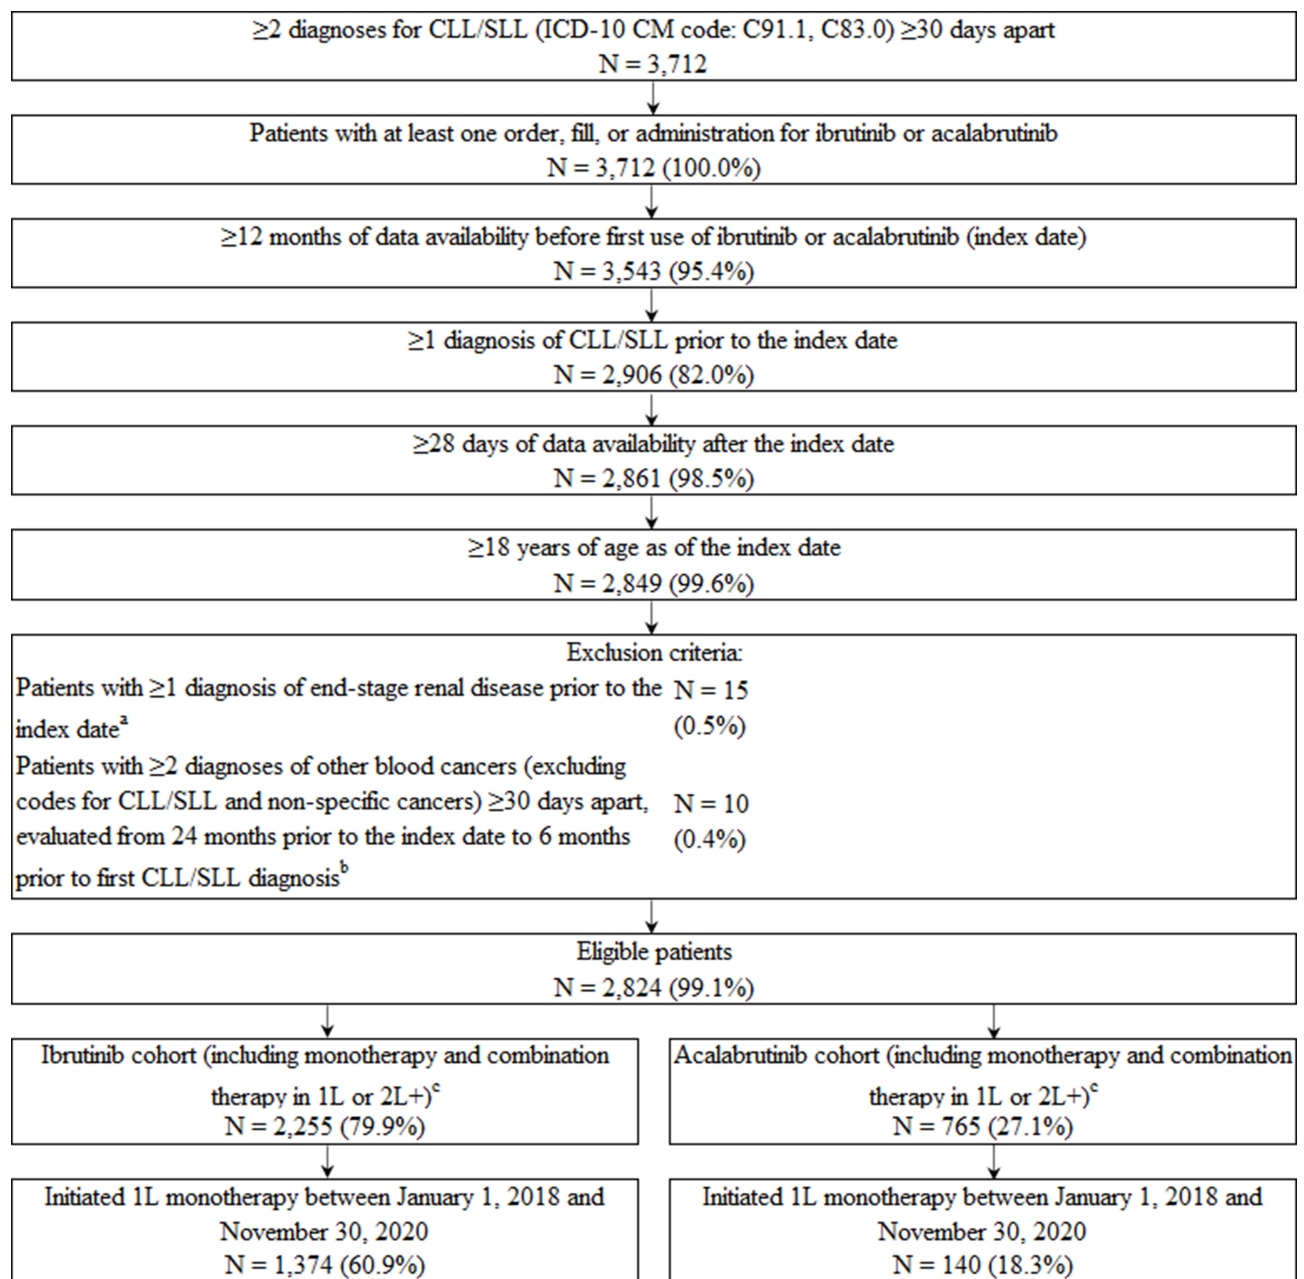 ≥2 diagnoses for CLL/SLL (ICD-10 CM code: C91.1, C83.0) ≥30 days apart
N = 3,712
Patients with at least one order, fill, or administration for ibrutinib or acalabrutinib
N = 3,712 (100.0%)
≥12 months of data availability before first use of ibrutinib or acalabrutinib (index date)
N = 3,543 (95.4%)
≥1 diagnosis of CLL/SLL prior to the index date
N = 2,906 (82.0%)
≥28 days of data availability after the index date
N = 2,861 (98.5%)
≥18 years of age as of the index date
N = 2,849 (99.6%)
Exclusion criteria:
Patients with ≥1 diagnosis of end-stage renal disease prior to the
index dateᵃ
N = 15
(0.5%)
Patients with ≥2 diagnoses of other blood cancers (excluding
codes for CLL/SLL and non-specific cancers) ≥30 days apart,
evaluated from 24 months prior to the index date to 6 months
prior to first CLL/SLL diagnosisᵇ
N = 10
(0.4%)
Eligible patients
N = 2,824 (99.1%)
Ibrutinib cohort (including monotherapy and combination
therapy in 1L or 2L+)ᶜ
N = 2,255 (79.9%)
Acalabrutinib cohort (including monotherapy and combination
therapy in 1L or 2L+)ᶜ
N = 765 (27.1%)
Initiated 1L monotherapy between January 1, 2018 and
November 30, 2020
N = 1,374 (60.9%)
Initiated 1L monotherapy between January 1, 2018 and
November 30, 2020
N = 140 (18.3%)